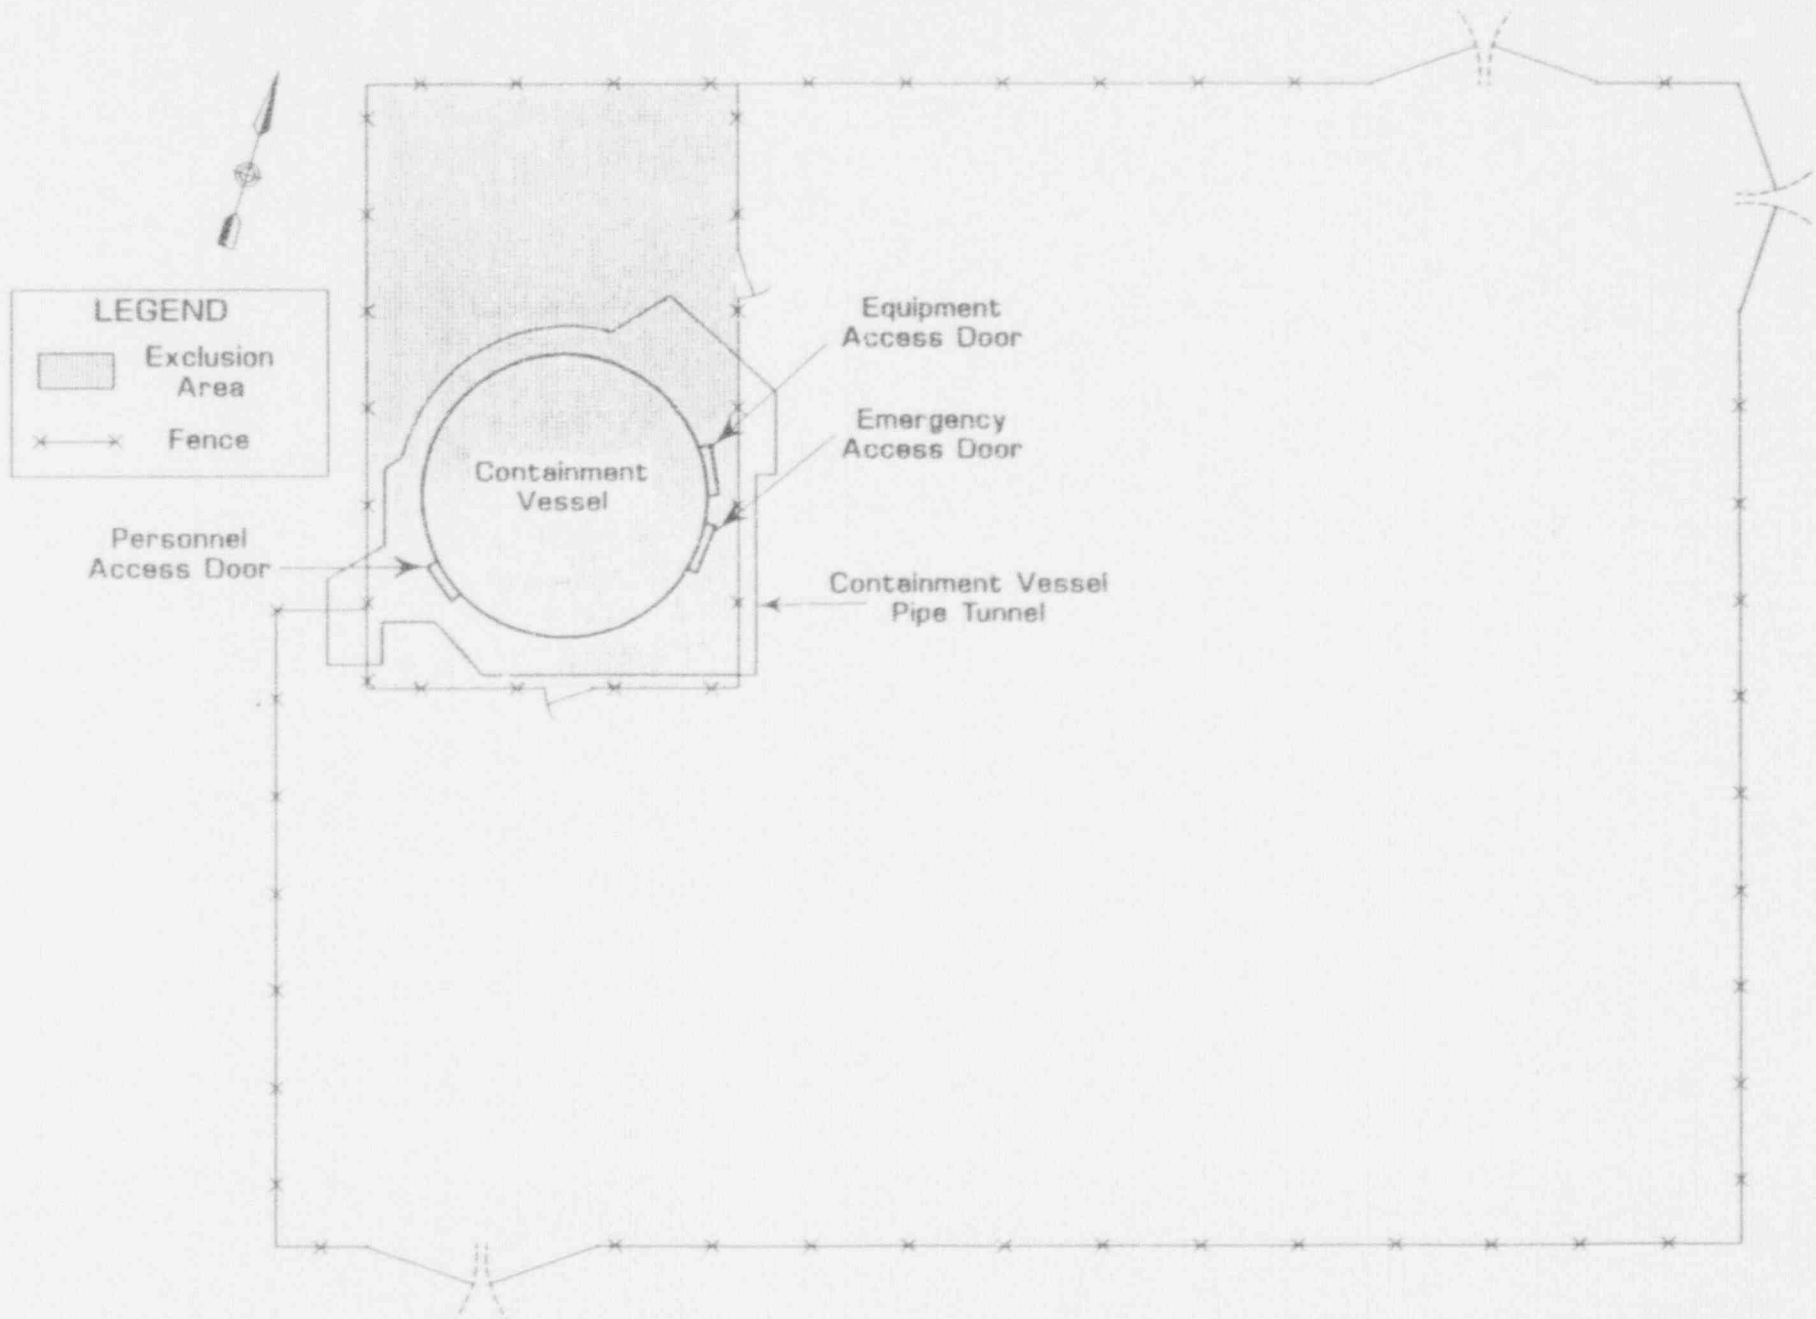 LEGEND
Exclusion
Area
Fence
Equipment
Access Door
Emergency
Access Door
Containment
Vessel
Personnel
Access Door
Containment Vessel
Pipe Tunnel